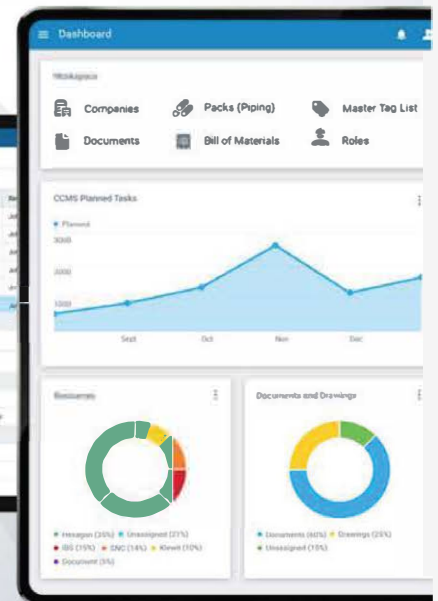 Dashboard
Workspace
Companies Packs (Piping) Master Tag List
Documents Bill of Materials Roles
CCMS Planned Tasks
Planned
3000
2000
1000
Sept Oct Nov Dec
Resources Documents and Drawings
Hexagon (35%) Unassigned (21%) Documents (60%) Drawings (25%)
IDS (15%) SNC (14%) Kiewit (10%) Unassigned (15%)
Document (5%)